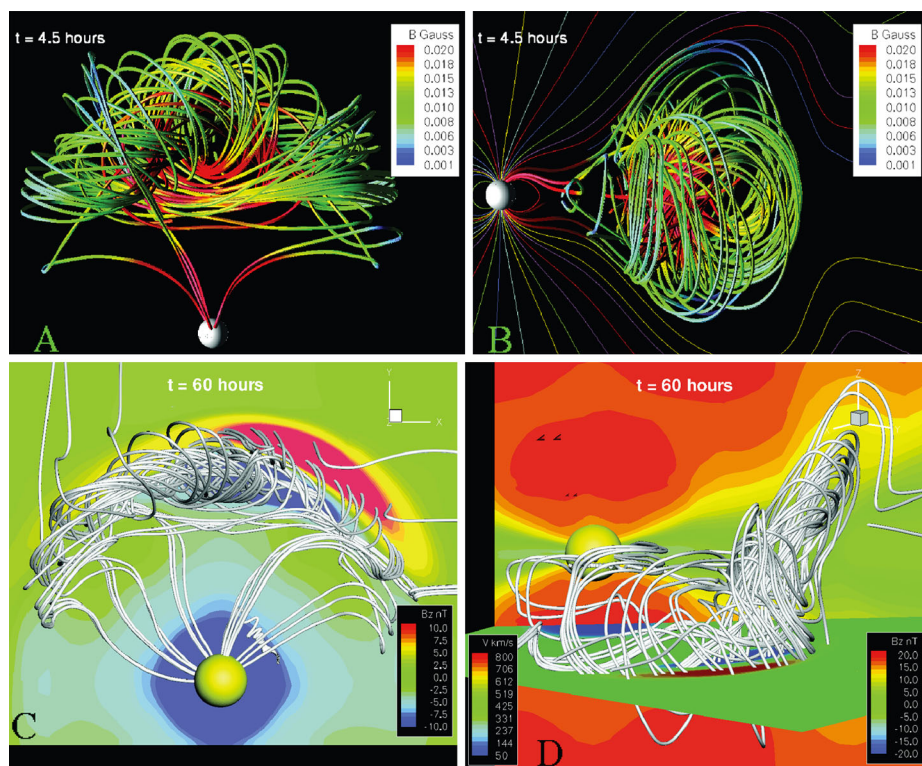 t = 4.5 hours
B Gauss
0.020
0.018
0.015
0.013
0.010
0.008
0.006
0.003
0.001
A
t = 4.5 hours
B Gauss
0.020
0.018
0.015
0.013
0.010
0.008
0.006
0.003
0.001
B
t = 60 hours
Y
X
Bz nT
10.0
7.5
5.0
2.5
0.0
-2.5
-5.0
-7.5
-10.0
C
t = 60 hours
Z
V km/s
800
706
612
519
425
331
237
144
50
Bz nT
20.0
15.0
10.0
5.0
0.0
-5.0
-10.0
-15.0
-20.0
D